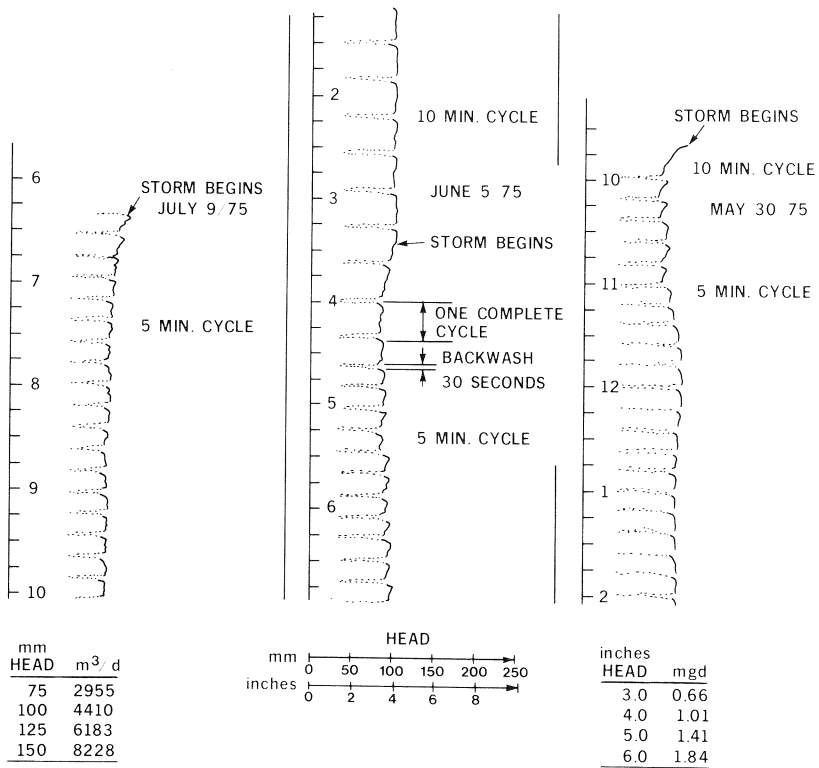 6
7
8
9
10
STORM BEGINS
JULY 9/75
5 MIN. CYCLE
2
3
4
5
6
10 MIN. CYCLE
JUNE 5 75
STORM BEGINS
ONE COMPLETE
CYCLE
BACKWASH
30 SECONDS
5 MIN. CYCLE
STORM BEGINS
10 MIN. CYCLE
MAY 30 75
5 MIN. CYCLE
10
11
12
1
2
mm
HEAD m³/d
75 2955
100 4410
125 6183
150 8228
HEAD
mm 0 50 100 150 200 250
inches 0 2 4 6 8
inches
HEAD mgd
3.0 0.66
4.0 1.01
5.0 1.41
6.0 1.84